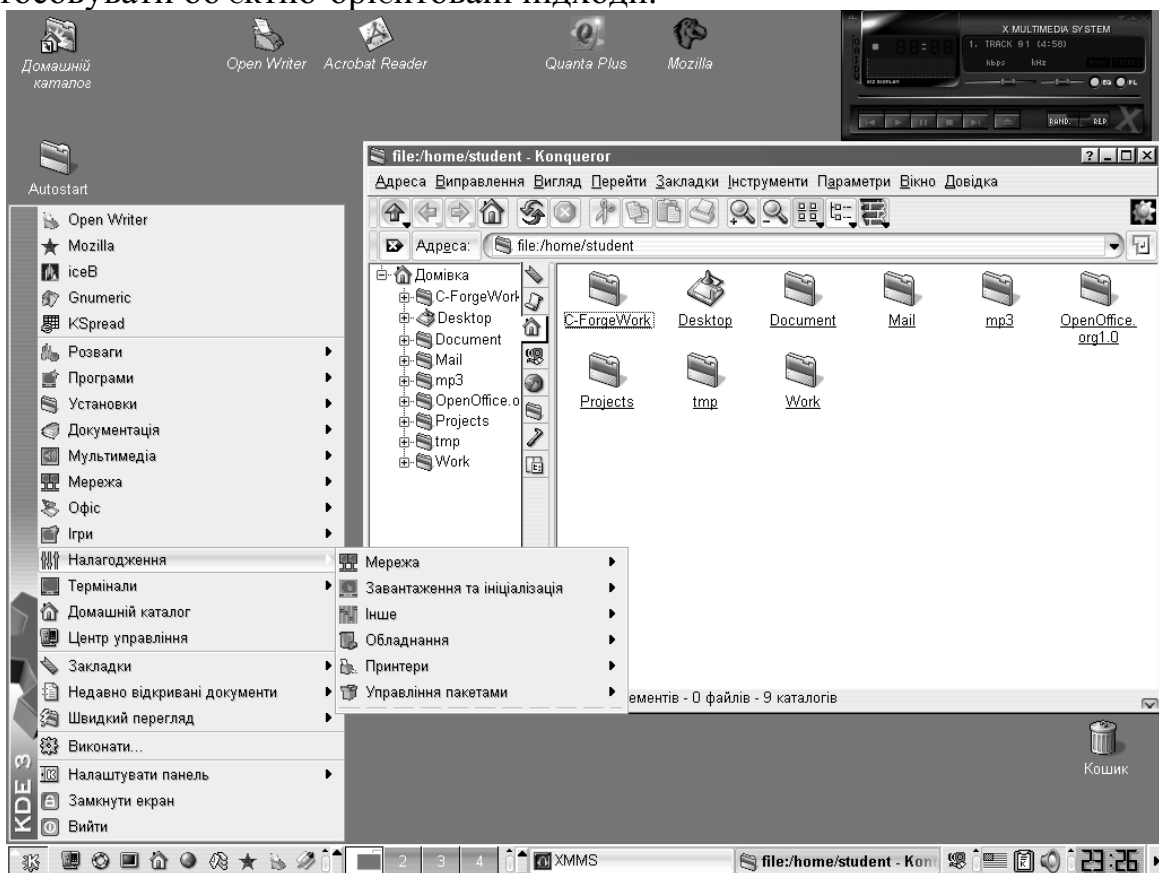 Домашній
каталог
Open Writer
Acrobat Reader
Quanta Plus
Mozilla
X MULTIMEDIA SYSTEM
1. TRACK 01 (4:58)
kbps kHz
EQ PL
RAND. REP.
Autostart
file:/home/student - Konqueror
Адреса Виправлення Вигляд Перейти Закладки Інструменти Параметри Вікно Довідка
Адреса: file:/home/student
Домівка
C-ForgeWork
Desktop
Document
Mail
mp3
OpenOffice.o
Projects
tmp
Work
C-ForgeWork
Desktop
Document
Mail
mp3
OpenOffice.
org1.0
Projects
tmp
Work
ементів - 0 файлів - 9 каталогів
Open Writer
Mozilla
iceB
Gnumeric
KSpread
Розваги
Програми
Установки
Документація
Мультимедіа
Мережа
Офіс
Ігри
Налагодження
Термінали
Домашній каталог
Центр управління
Закладки
Недавно відкривані документи
Швидкий перегляд
Виконати...
Налаштувати панель
Замкнути екран
Вийти
KDE 3
Мережа
Завантаження та ініціалізація
Інше
Обладнання
Принтери
Управління пакетами
Кошик
2 3 4
XMMS
file:/home/student - Kon
23:26